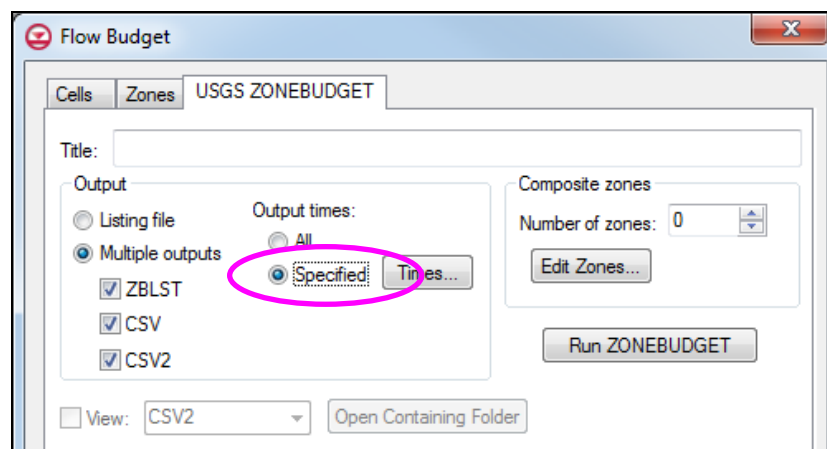 Flow Budget
Cells Zones USGS ZONEBUDGET
Title:
Output
Listing file
Multiple outputs
ZBLST
CSV
CSV2
Output times:
All
Specified Times...
Composite zones
Number of zones: 0
Edit Zones...
Run ZONEBUDGET
View: CSV2 Open Containing Folder